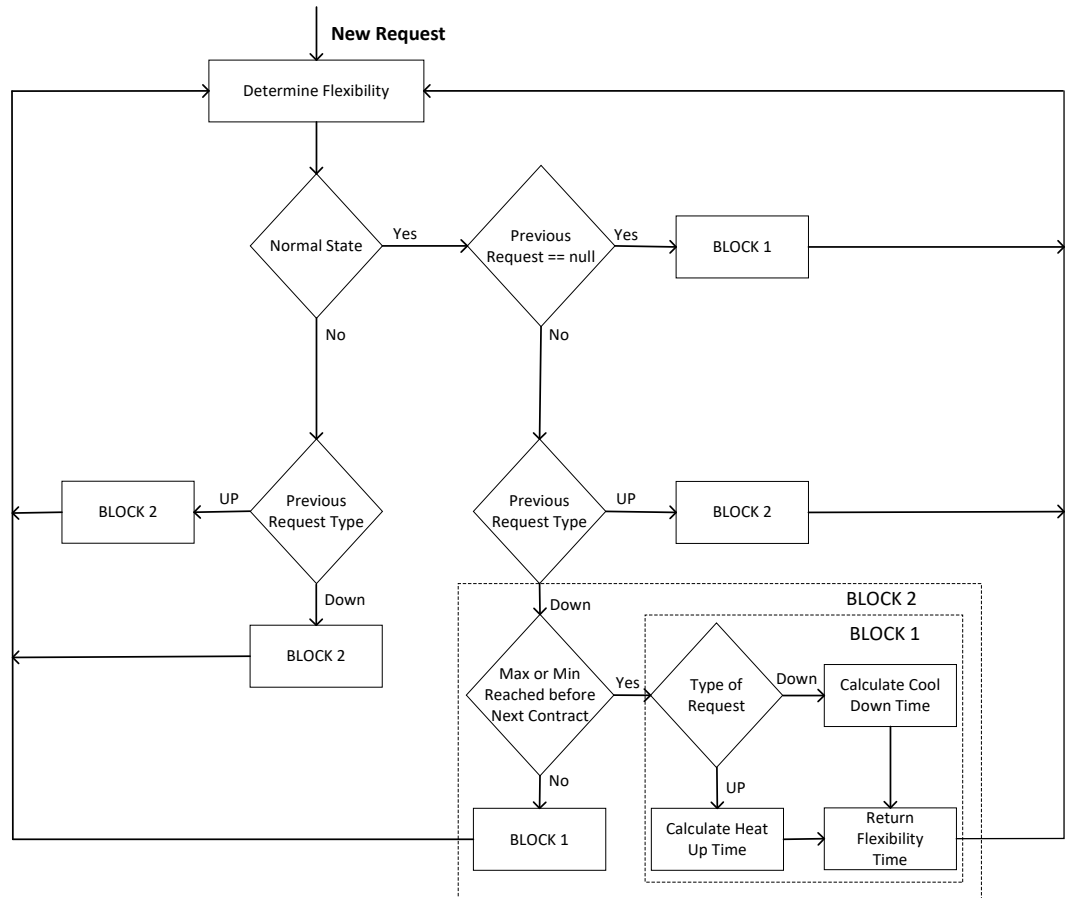 New Request
Determine Flexibility
Normal State
Yes
Previous
Request == null
Yes
BLOCK 1
No
No
BLOCK 2
UP
Previous
Request Type
Previous
Request Type
UP
BLOCK 2
Down
Down
BLOCK 2
BLOCK 2
BLOCK 1
Max or Min
Reached before
Next Contract
Yes
Type of
Request
Down
Calculate Cool
Down Time
No
UP
BLOCK 1
Calculate Heat
Up Time
Return
Flexibility
Time